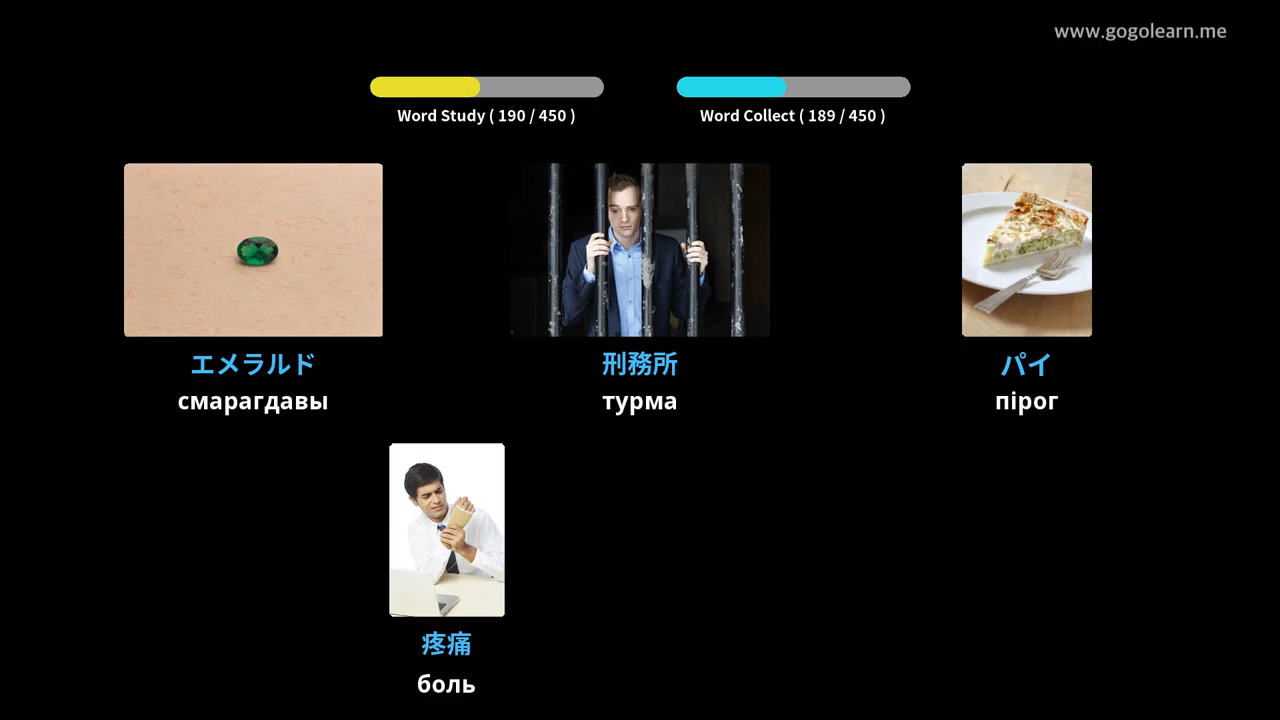 www.gogolearn.me
Word Study ( 190 / 450 )
Word Collect ( 189 / 450 )
エメラルド
смарагдавы
刑務所
турма
パイ
пірог
疼痛
боль